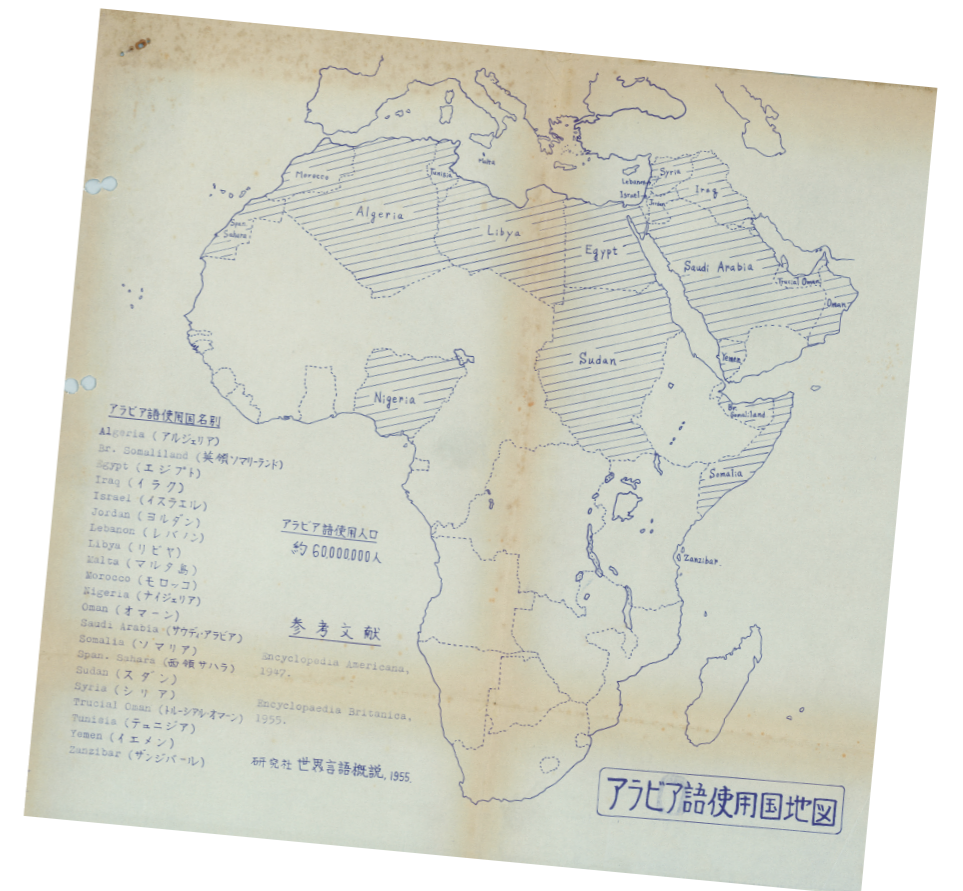 Malta
Morocco
Tunisia
Syria
Lebanon
Iraq
Israel
Span.
Sahara
Algeria
Libya
Egypt
Saudi Arabia
Trucial Oman
Oman
Sudan
Yemen
Nigeria
Br.
Somaliland
Somalia
Zanzibar.
アラビア語使用国名別
Algeria (アルジェリア)
Br. Somaliland (英領ソマリーランド)
Egypt (エジプト)
Iraq (イラク)
Israel (イスラエル)
Jordan (ヨルダン)
Lebanon (レバノン)
Libya (リビヤ)
Malta (マルタ島)
Morocco (モロッコ)
Nigeria (ナイジェリア)
Oman (オマーン)
Saudi Arabia (サウディ・アラビア)
Somalia (ソマリア)
Span. Sahara (西領サハラ)
Sudan (スダン)
Syria (シリア)
Trucial Oman (トルーシアル・オマーン)
Tunisia (テュニジア)
Yemen (イエメン)
Zanzibar (ザンジバール)
アラビア語使用人口
約60,000,000人
参考文献
Encyclopedia Americana,
1947.
Encyclopaedia Britanica,
1955.
研究社 世界言語概説, 1955.
アラビア語使用国地図